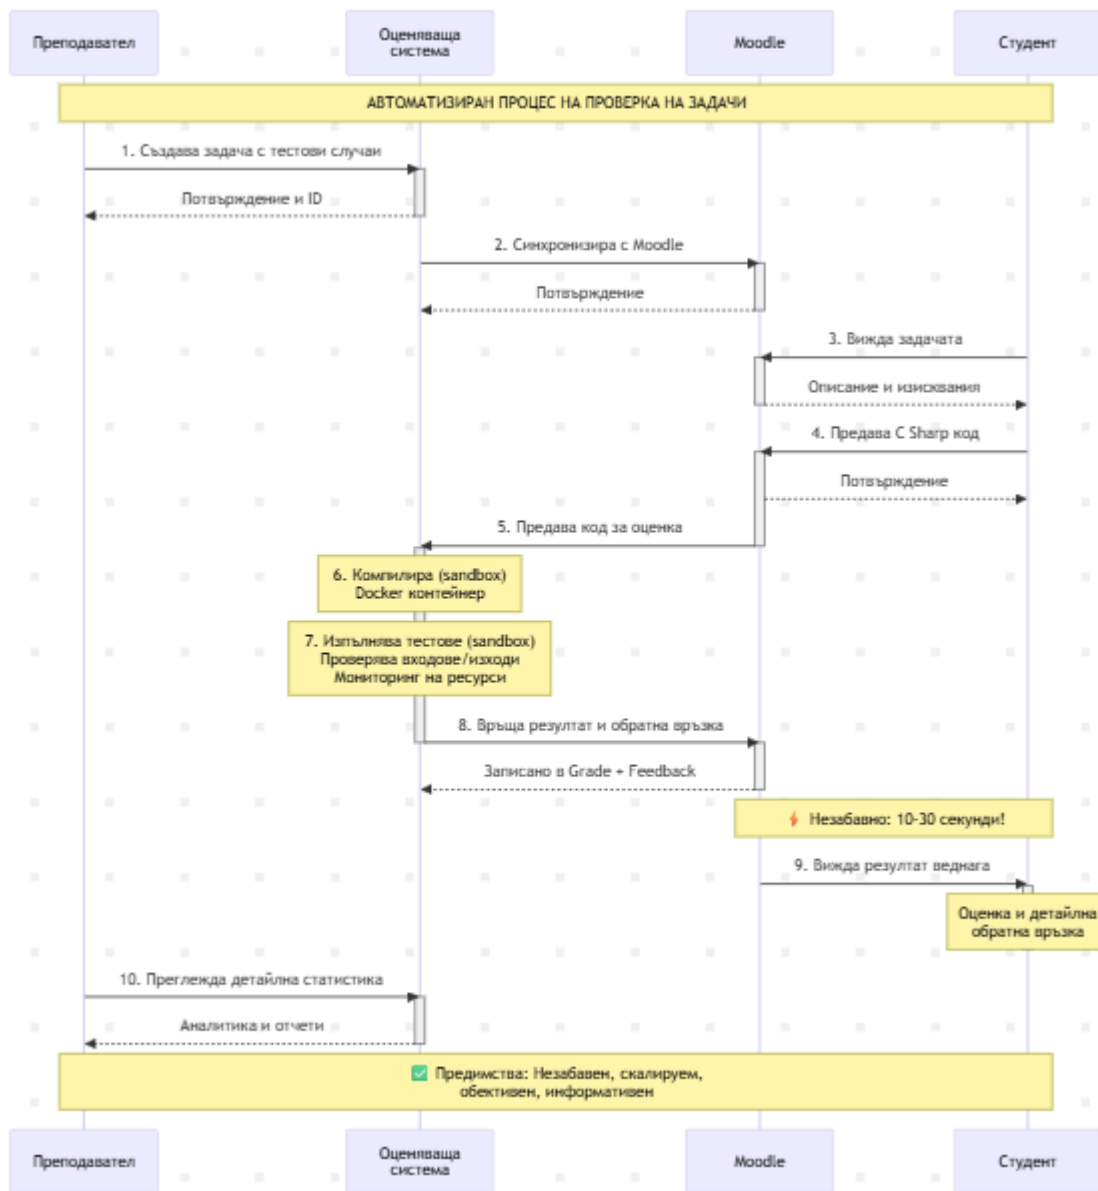 Преподавател
Оценяваща
система
Moodle
Студент
АВТОМАТИЗИРАН ПРОЦЕС НА ПРОВЕРКА НА ЗАДАЧИ
1. Създава задача с тестови случаи
Потвърждение и ID
2. Синхронизира с Moodle
Потвърждение
3. Вижда задачата
Описание и изисквания
4. Предава C Sharp код
Потвърждение
5. Предава код за оценка
6. Компилира (sandbox)
Docker контейнер
7. Изпълнява тестове (sandbox)
Проверява входове/изходи
Мониторинг на ресурси
8. Връща резултат и обратна връзка
Записано в Grade + Feedback
⚡ Незабавно: 10-30 секунди!
9. Вижда резултат веднага
Оценка и детайлна
обратна връзка
10. Преглежда детайлна статистика
Аналитика и отчети
✅ Предимства: Незабавен, скалируем,
обективен, информативен
Преподавател
Оценяваща
система
Moodle
Студент